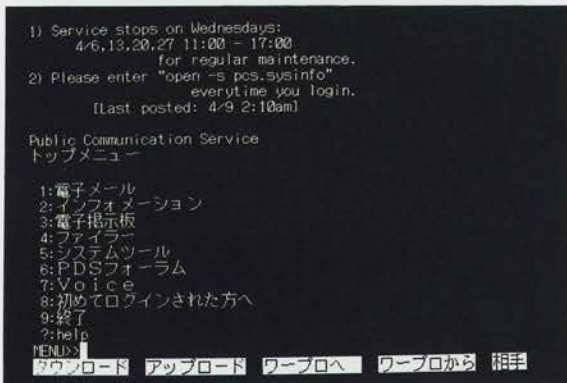 1) Service stops on Wednesdays:
4/6,13,20,27 11:00 - 17:00
for regular maintenance.
2) Please enter "open -s pcs.sysinfo"
everytime you login.
[Last posted: 4/9 2:10am]
Public Communication Service
トップメニュー
1:電子メール
2:インフォメーション
3:電子掲示板
4:ファイラー
5:システムツール
6:PDSフォーラム
7:Voice
8:初めてログインされた方へ
9:終了
?:help
MENU>>
ダウンロード アップロード ワープロへ ワープロから 相手